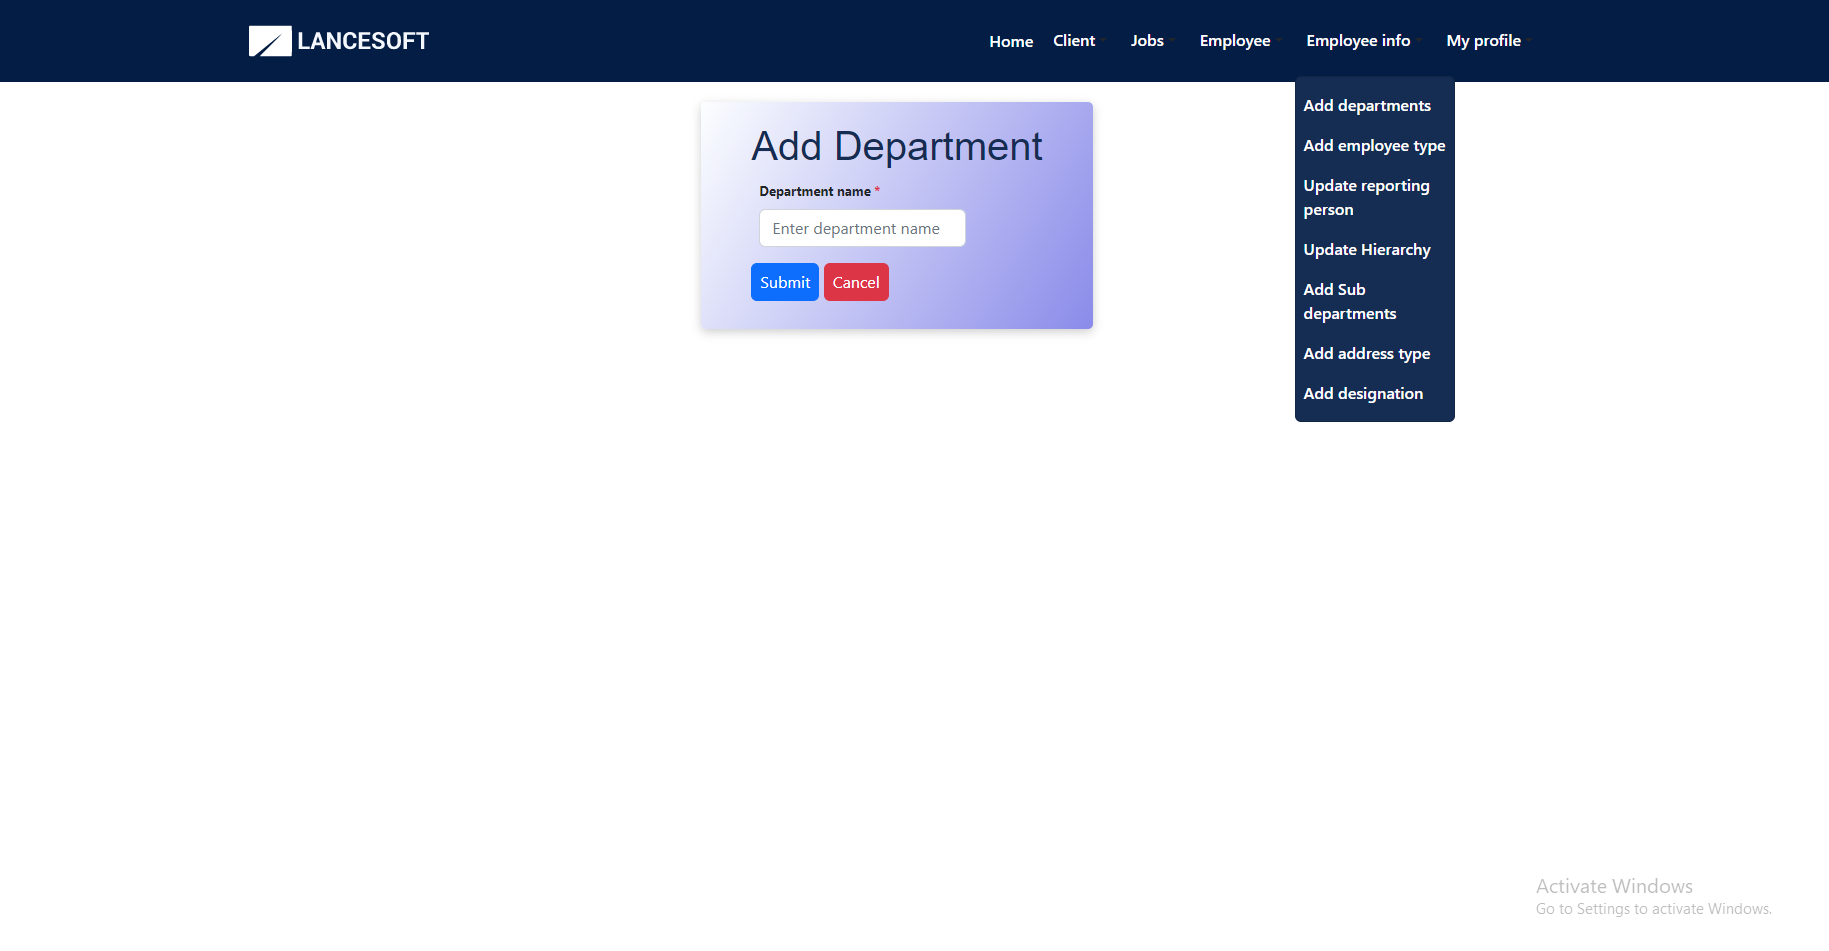 LANCESOFT
Home Client Jobs Employee Employee info My profile
Add Department
Department name *
Enter department name
Submit Cancel
Add departments
Add employee type
Update reporting
person
Update Hierarchy
Add Sub
departments
Add address type
Add designation
Activate Windows
Go to Settings to activate Windows.